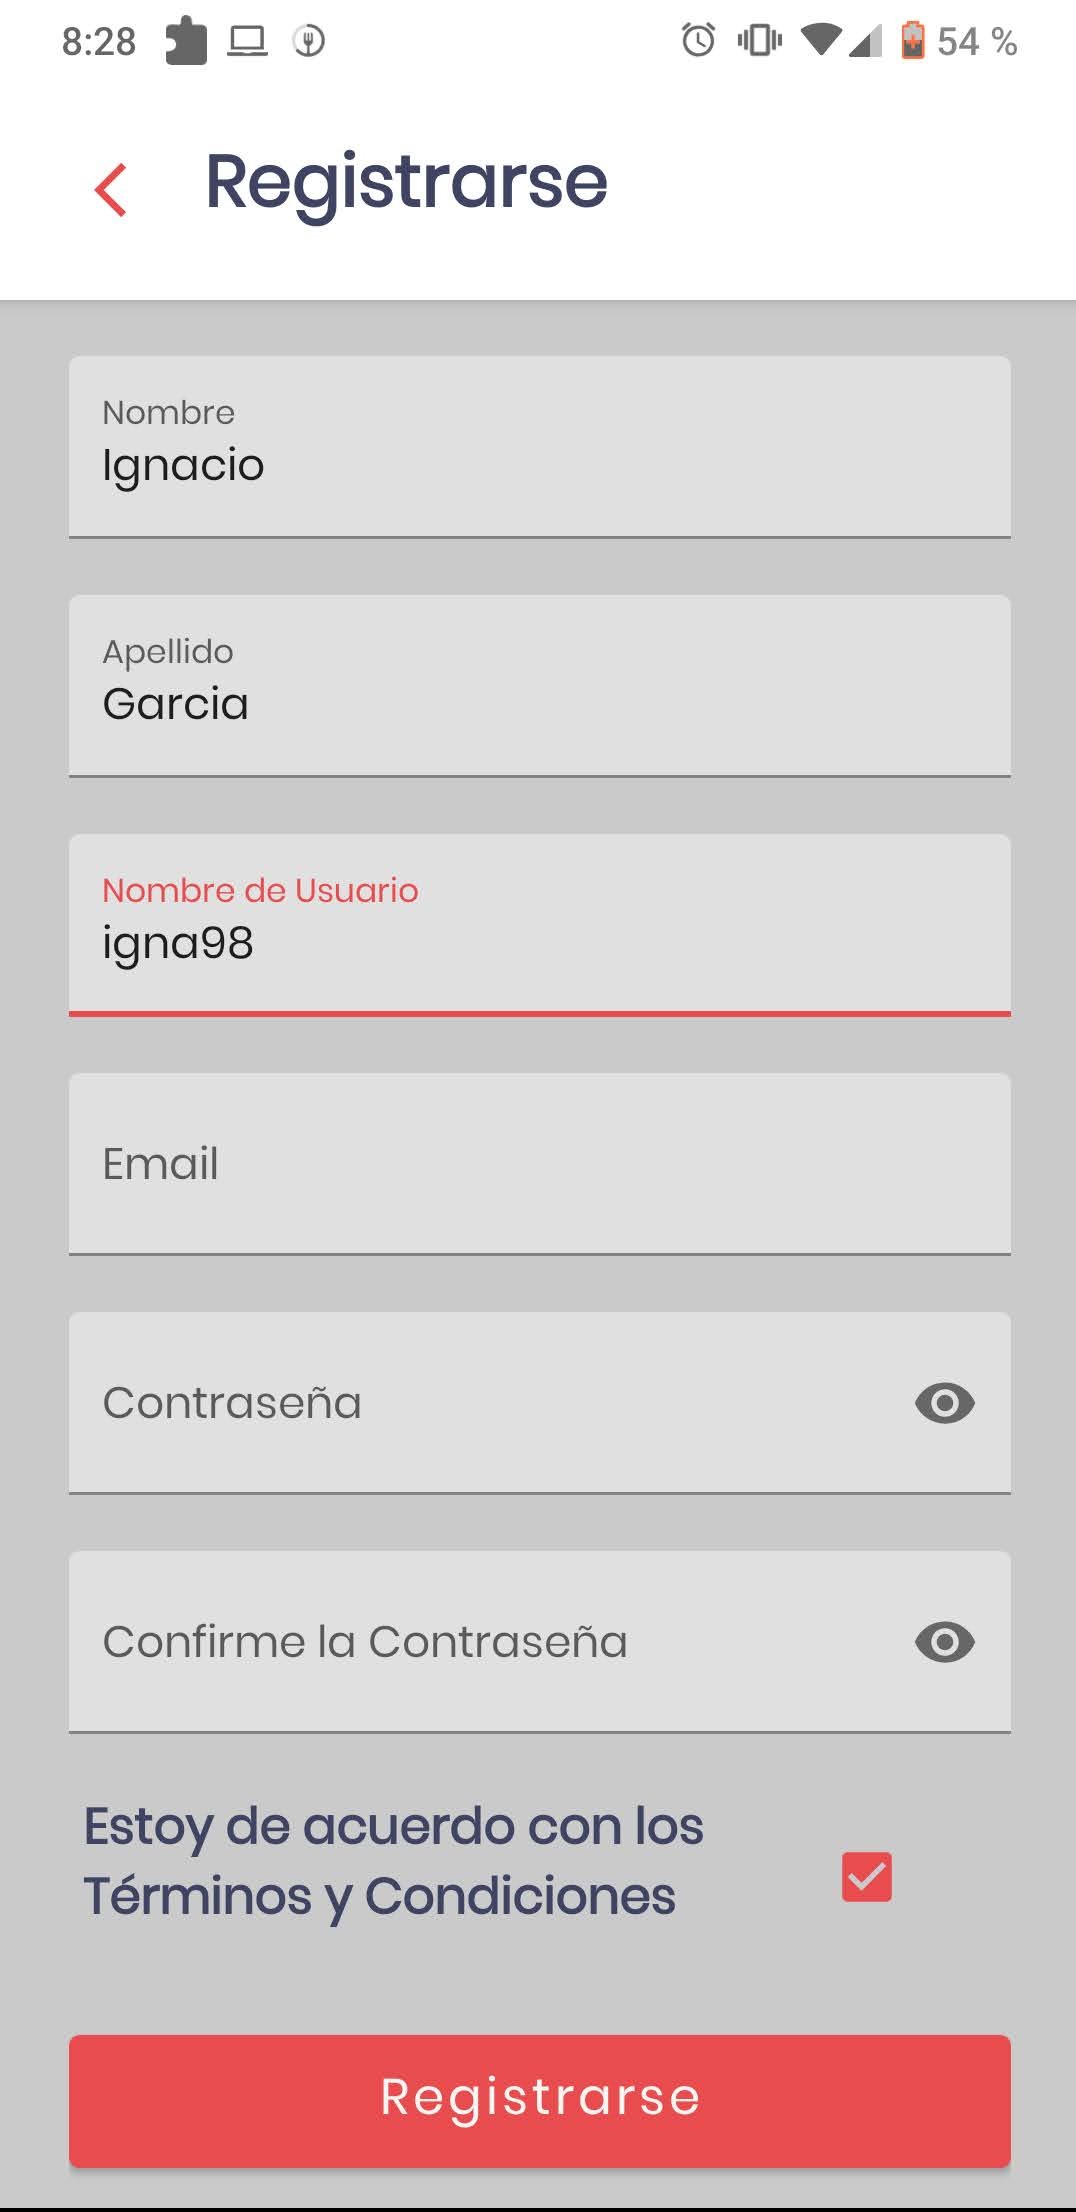 8:28 54 %
Registrarse
Nombre
Ignacio
Apellido
Garcia
Nombre de Usuario
igna98
Email
Contraseña
Confirme la Contraseña
Estoy de acuerdo con los
Términos y Condiciones
Registrarse